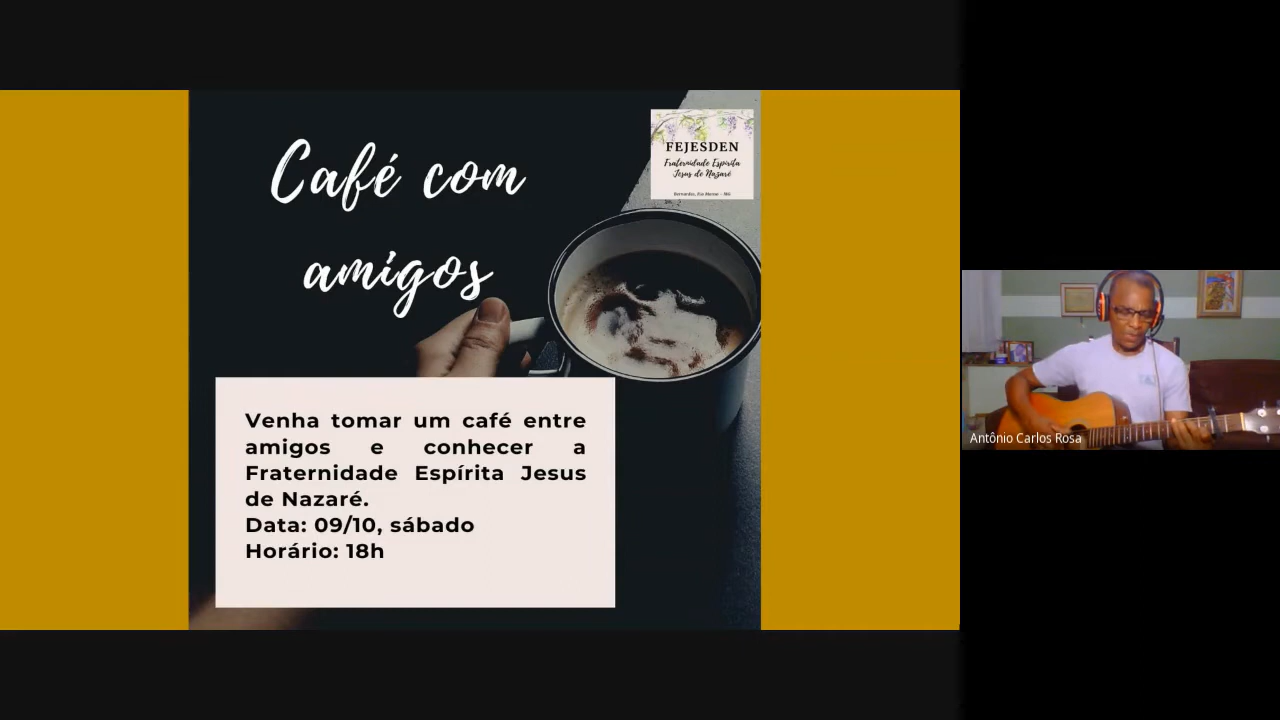 Café com
amigos
FEJESDEN
Fraternidade Espírita
Jesus de Nazaré
Venha tomar um café entre
amigos e conhecer a
Fraternidade Espírita Jesus
de Nazaré.
Data: 09/10, sábado
Horário: 18h
Antônio Carlos Rosa